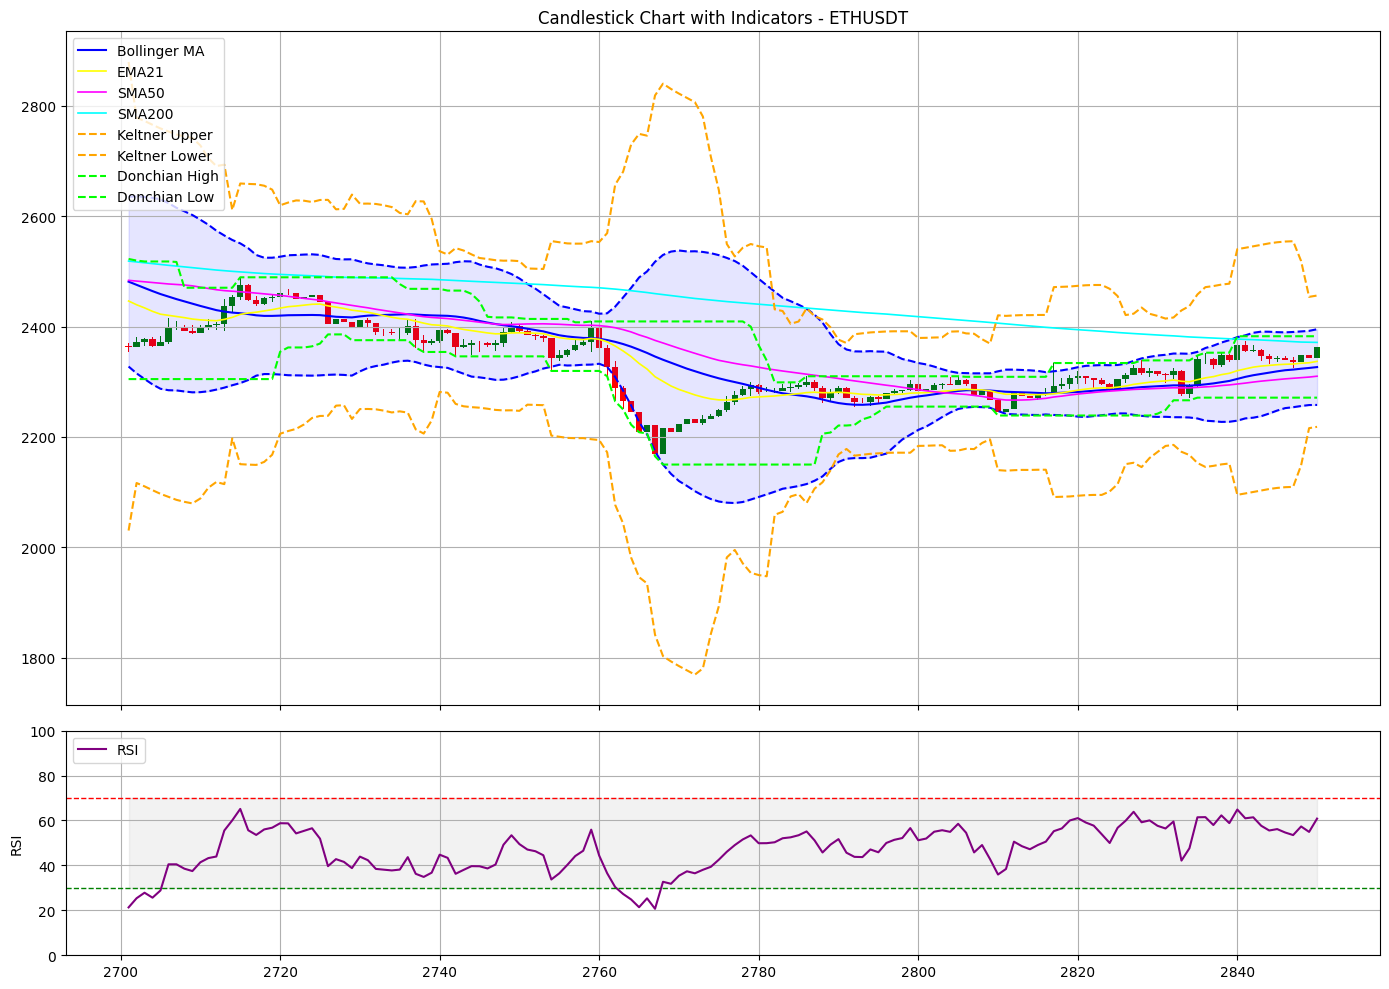 Candlestick Chart with Indicators - ETHUSDT
Bollinger MA
EMA21
SMA50
SMA200
Keltner Upper
Keltner Lower
Donchian High
Donchian Low
2800
2600
2400
2200
2000
1800
RSI
100
80
60
40
20
0
RSI
2700 2720 2740 2760 2780 2800 2820 2840